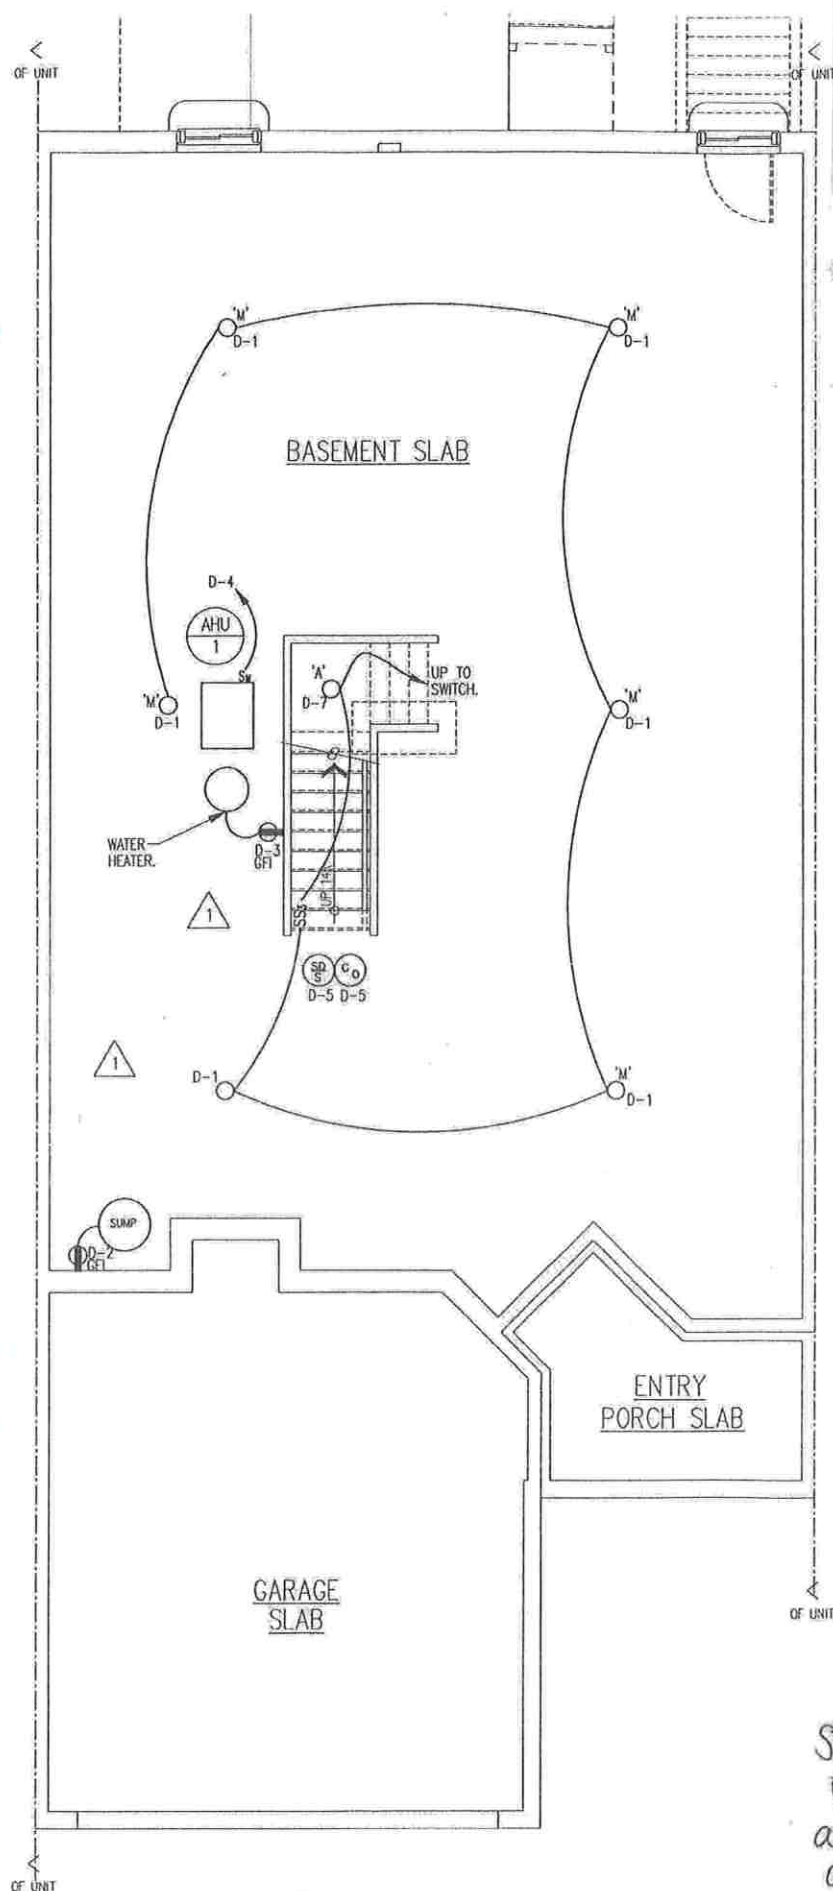 OF UNIT
OF UNIT
'M'
D-1
'M'
D-1
BASEMENT SLAB
D-4
AHU
1
SW
'A'
D-7
UP TO
SWITCH.
'M'
D-1
'M'
D-1
WATER
HEATER.
D-3
GFI
UP 14R
1
SD
S
CO
D-5
D-5
1
D-1
'M'
D-1
SUMP
D-2
GFI
ENTRY
PORCH SLAB
GARAGE
SLAB
OF UNIT
OF UNIT